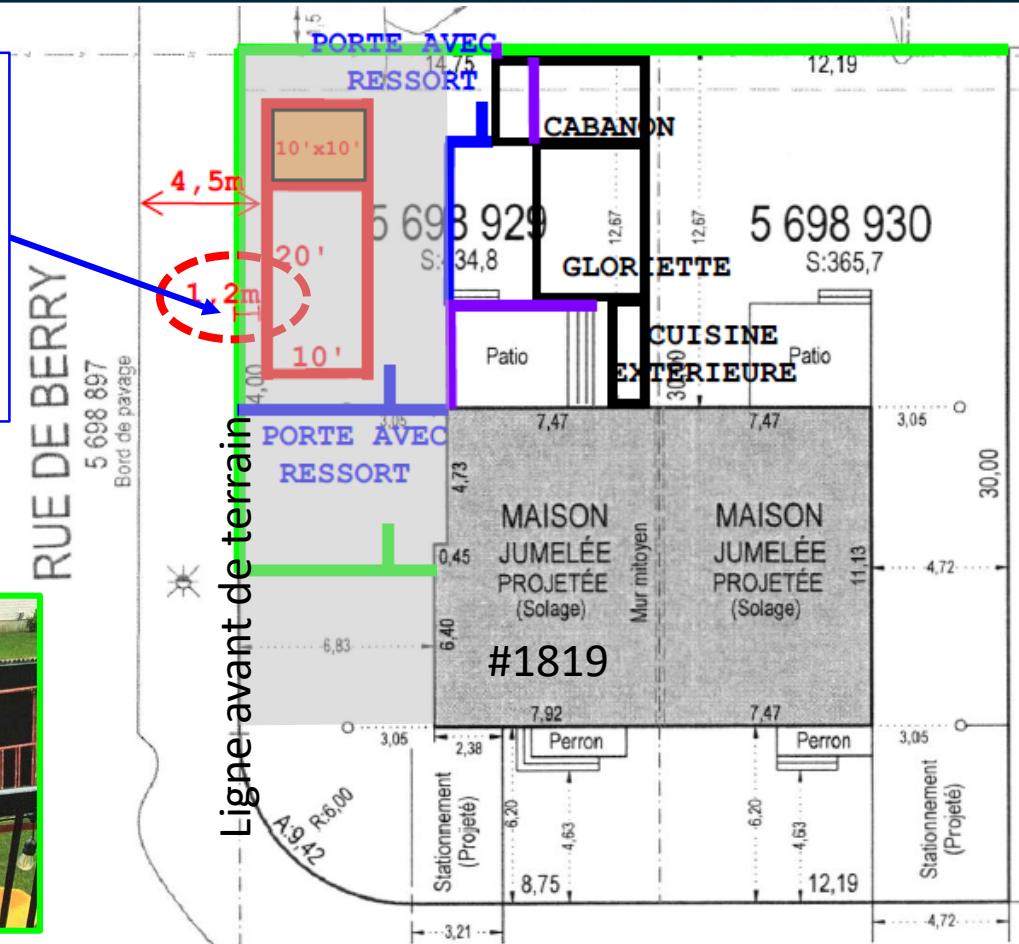 1,5
PORTE AVEC
RESSORT
14,75
12,19
CABANON
10'x10'
4,5m
5 698 929
S:434,8
12,67
12,67
5 698 930
S:365,7
20'
GLORIETTE
1,2m
10'
Patio
CUISINE
EXTERIEURE
Patio
30,00
4,00
RUE DE BERRY
5 698 897
Bord de pavage
3,05
7,47
7,47
3,05
PORTE AVEC
RESSORT
4,73
30,00
MAISON
JUMELÉE
PROJETÉE
(Solage)
Mur mitoyen
MAISON
JUMELÉE
PROJETÉE
(Solage)
0,45
11,13
4,72
Ligne avant de terrain
6,83
6,40
#1819
7,92
7,47
3,05
2,38
Perron
Perron
3,05
A:9,42 R:6,00
Stationnement
(Projeté)
6,20
4,63
6,20
4,63
Stationnement
(Projeté)
8,75
12,19
3,21
4,72